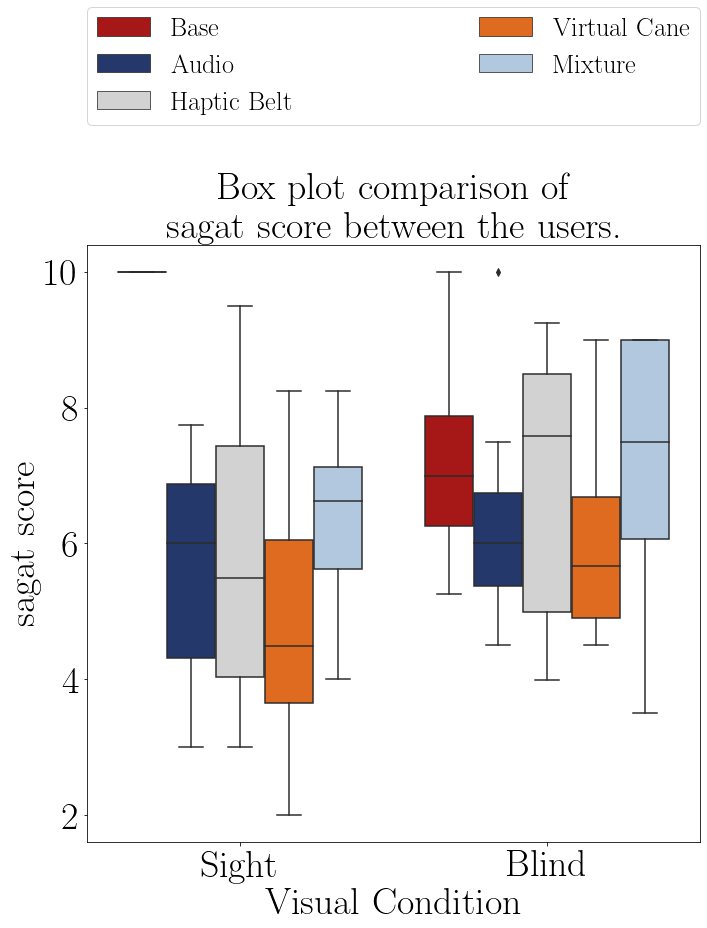 Base
Audio
Haptic Belt
Virtual Cane
Mixture
Box plot comparison of
sagat score between the users.
10
8
6
4
2
sagat score
Sight
Blind
Visual Condition